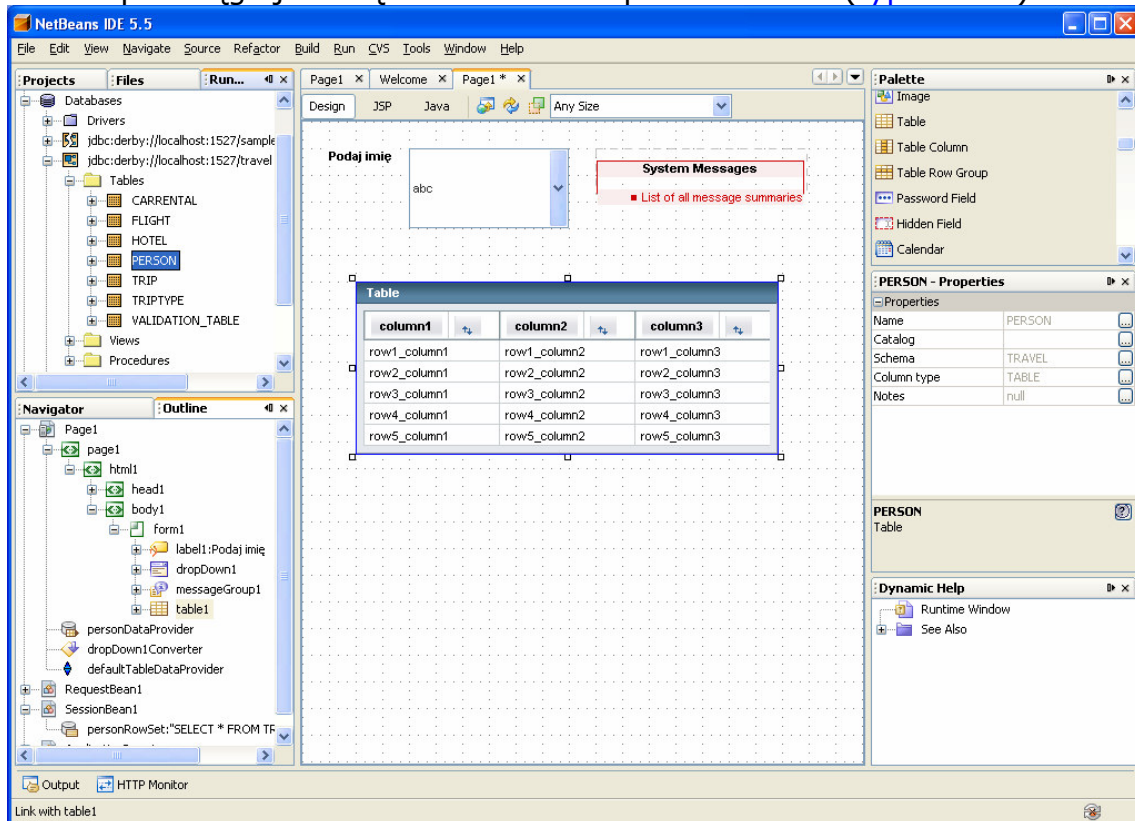 NetBeans IDE 5.5
File Edit View Navigate Source Refactor Build Run CVS Tools Window Help
Projects Files Run...
Databases
Drivers
jdbc:derby://localhost:1527/sample
jdbc:derby://localhost:1527/travel
Tables
CARRENTAL
FLIGHT
HOTEL
PERSON
TRIP
TRIPTYPE
VALIDATION_TABLE
Views
Procedures
Navigator Outline
Page1
page1
html1
head1
body1
form1
label1:Podaj imię
dropDown1
messageGroup1
table1
personDataProvider
dropDown1Converter
defaultTableDataProvider
RequestBean1
SessionBean1
personRowSet:"SELECT * FROM TR
Page1 Welcome Page1 *
Design JSP Java Any Size
Podaj imię
abc
System Messages
List of all message summaries
Table
column1 column2 column3
row1_column1 row1_column2 row1_column3
row2_column1 row2_column2 row2_column3
row3_column1 row3_column2 row3_column3
row4_column1 row4_column2 row4_column3
row5_column1 row5_column2 row5_column3
Palette
Image
Table
Table Column
Table Row Group
Password Field
Hidden Field
Calendar
PERSON - Properties
Properties
Name PERSON
Catalog
Schema TRAVEL
Column type TABLE
Notes null
PERSON
Table
Dynamic Help
Runtime Window
See Also
Output HTTP Monitor
Link with table1